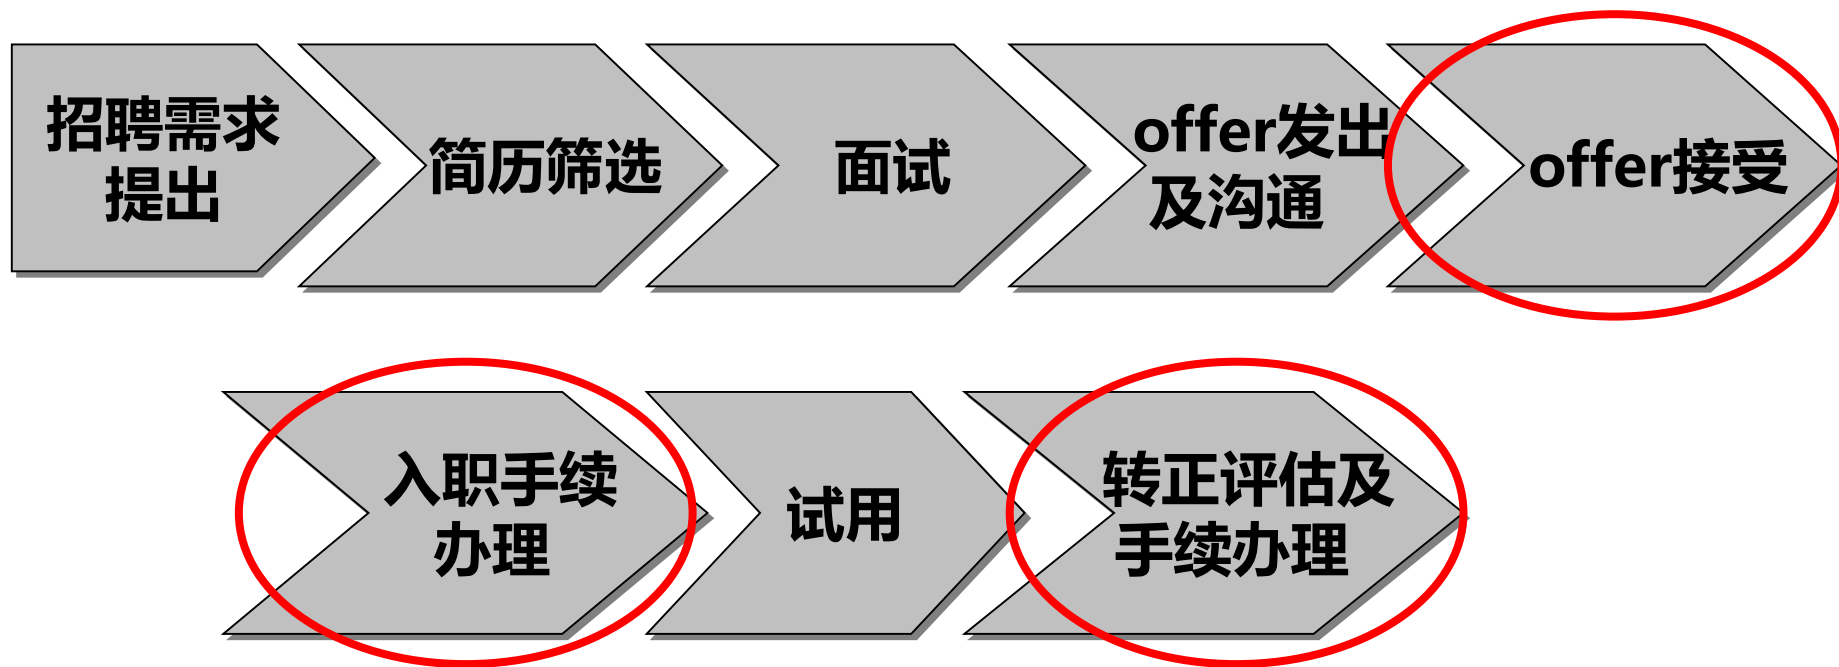 招聘需求
提出
简历筛选
面试
offer发出
及沟通
offer接受
入职手续
办理
试用
转正评估及
手续办理